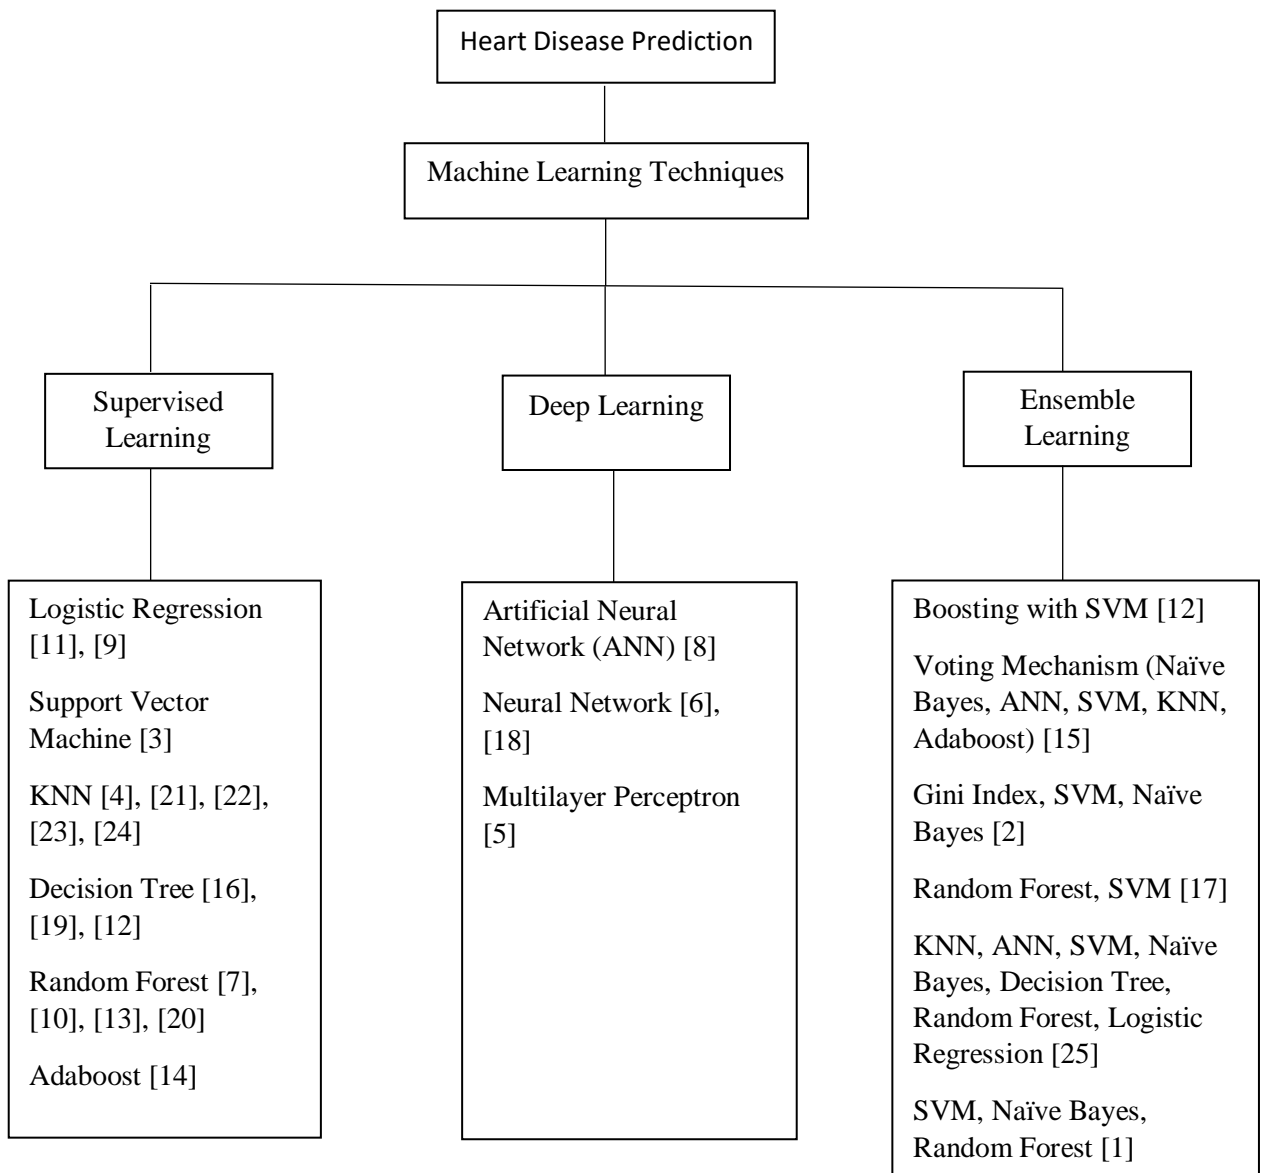 Heart Disease Prediction
Machine Learning Techniques
Supervised
Learning
Deep Learning
Ensemble
Learning
Logistic Regression
[11], [9]
Support Vector
Machine [3]
KNN [4], [21], [22],
[23], [24]
Decision Tree [16],
[19], [12]
Random Forest [7],
[10], [13], [20]
Adaboost [14]
Artificial Neural
Network (ANN) [8]
Neural Network [6],
[18]
Multilayer Perceptron
[5]
Boosting with SVM [12]
Voting Mechanism (Naïve
Bayes, ANN, SVM, KNN,
Adaboost) [15]
Gini Index, SVM, Naïve
Bayes [2]
Random Forest, SVM [17]
KNN, ANN, SVM, Naïve
Bayes, Decision Tree,
Random Forest, Logistic
Regression [25]
SVM, Naïve Bayes,
Random Forest [1]